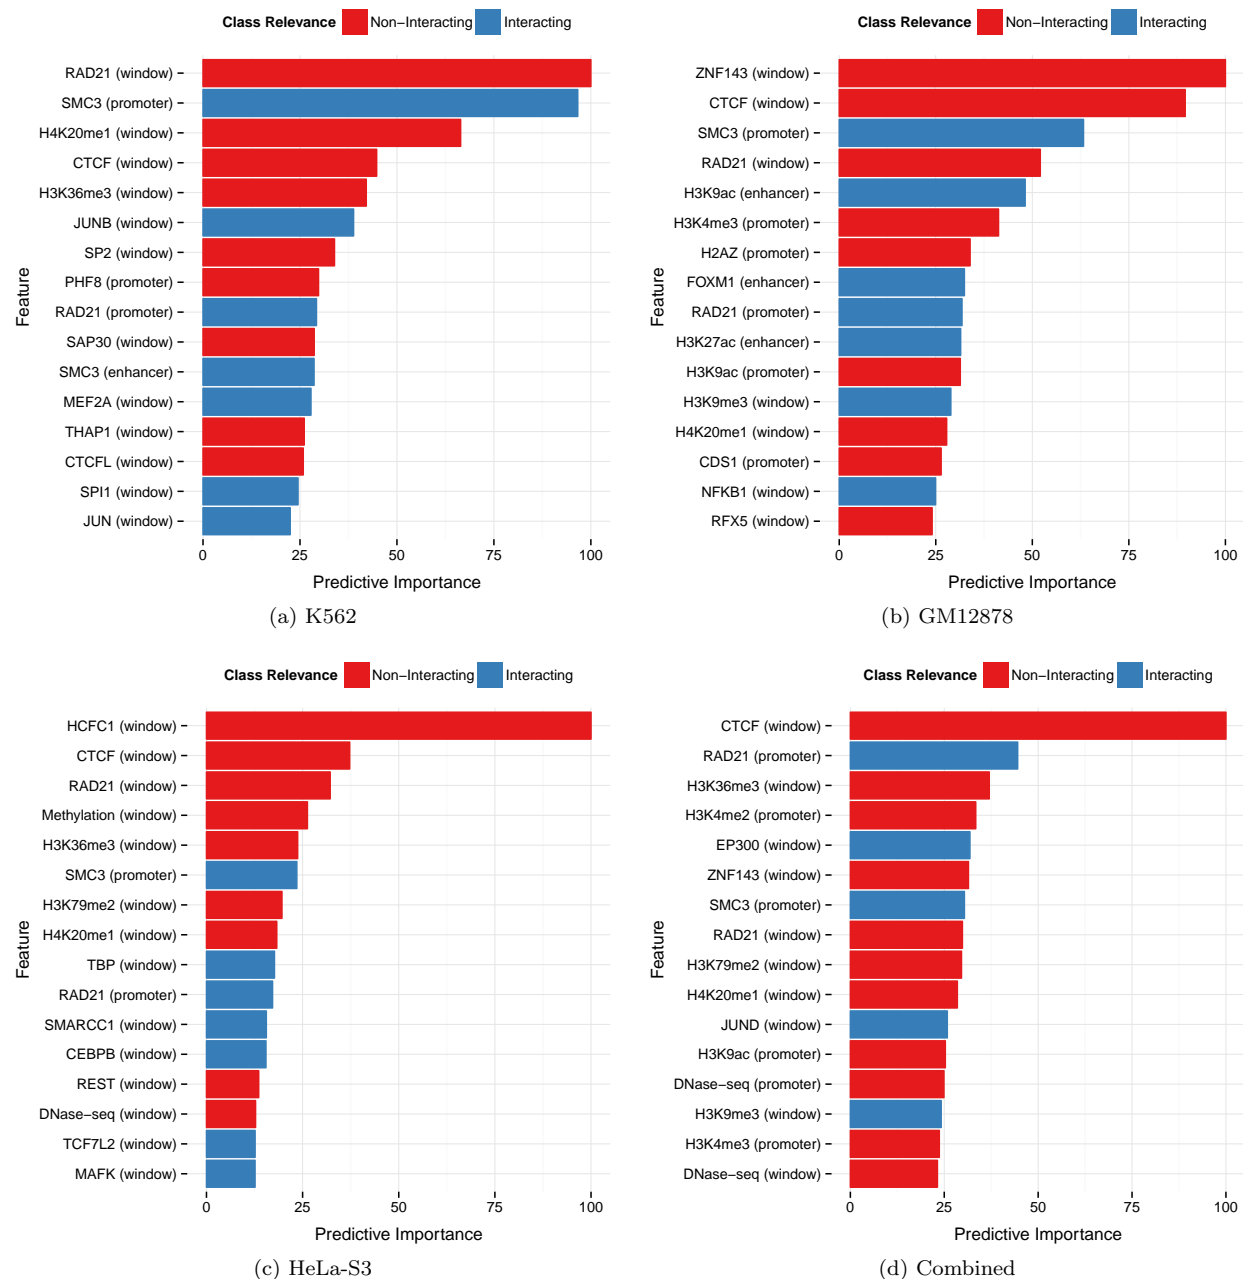 Class Relevance Non−Interacting Interacting
RAD21 (window)
SMC3 (promoter)
H4K20me1 (window)
CTCF (window)
H3K36me3 (window)
JUNB (window)
SP2 (window)
PHF8 (promoter)
RAD21 (promoter)
SAP30 (window)
SMC3 (enhancer)
MEF2A (window)
THAP1 (window)
CTCFL (window)
SPI1 (window)
JUN (window)
Feature
0 25 50 75 100
Predictive Importance
(a) K562
Class Relevance Non−Interacting Interacting
ZNF143 (window)
CTCF (window)
SMC3 (promoter)
RAD21 (window)
H3K9ac (enhancer)
H3K4me3 (promoter)
H2AZ (promoter)
FOXM1 (enhancer)
RAD21 (promoter)
H3K27ac (enhancer)
H3K9ac (promoter)
H3K9me3 (window)
H4K20me1 (window)
CDS1 (promoter)
NFKB1 (window)
RFX5 (window)
Feature
0 25 50 75 100
Predictive Importance
(b) GM12878
Class Relevance Non−Interacting Interacting
HCFC1 (window)
CTCF (window)
RAD21 (window)
Methylation (window)
H3K36me3 (window)
SMC3 (promoter)
H3K79me2 (window)
H4K20me1 (window)
TBP (window)
RAD21 (promoter)
SMARCC1 (window)
CEBPB (window)
REST (window)
DNase−seq (window)
TCF7L2 (window)
MAFK (window)
Feature
0 25 50 75 100
Predictive Importance
(c) HeLa-S3
Class Relevance Non−Interacting Interacting
CTCF (window)
RAD21 (promoter)
H3K36me3 (window)
H3K4me2 (promoter)
EP300 (window)
ZNF143 (window)
SMC3 (promoter)
RAD21 (window)
H3K79me2 (window)
H4K20me1 (window)
JUND (window)
H3K9ac (promoter)
DNase−seq (promoter)
H3K9me3 (window)
H3K4me3 (promoter)
DNase−seq (window)
Feature
0 25 50 75 100
Predictive Importance
(d) Combined